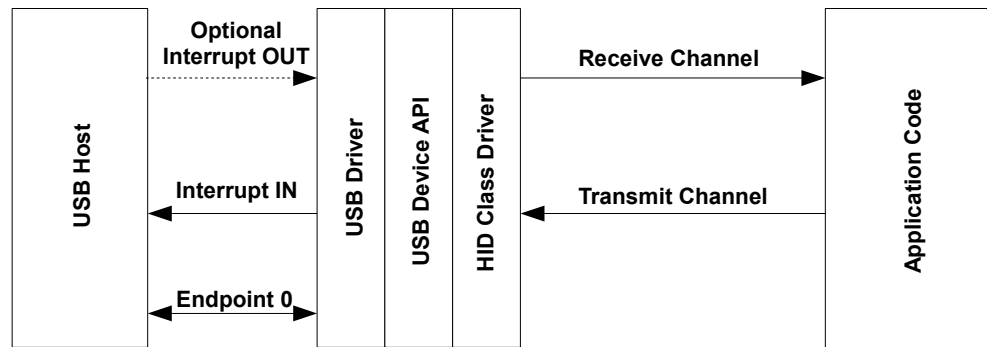 USB Host
Optional
Interrupt OUT
Interrupt IN
Endpoint 0
USB Driver
USB Device API
HID Class Driver
Receive Channel
Transmit Channel
Application Code